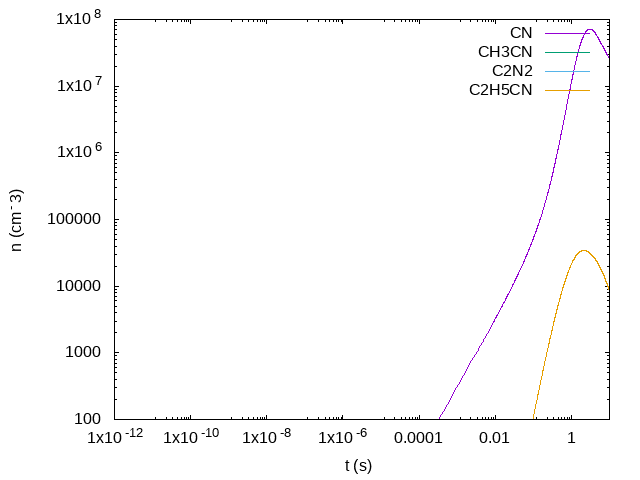 1x10^8
1x10^7
1x10^6
100000
10000
1000
100
n (cm^-3)
CN
CH3CN
C2N2
C2H5CN
1x10^-12 1x10^-10 1x10^-8 1x10^-6 0.0001 0.01 1
t (s)